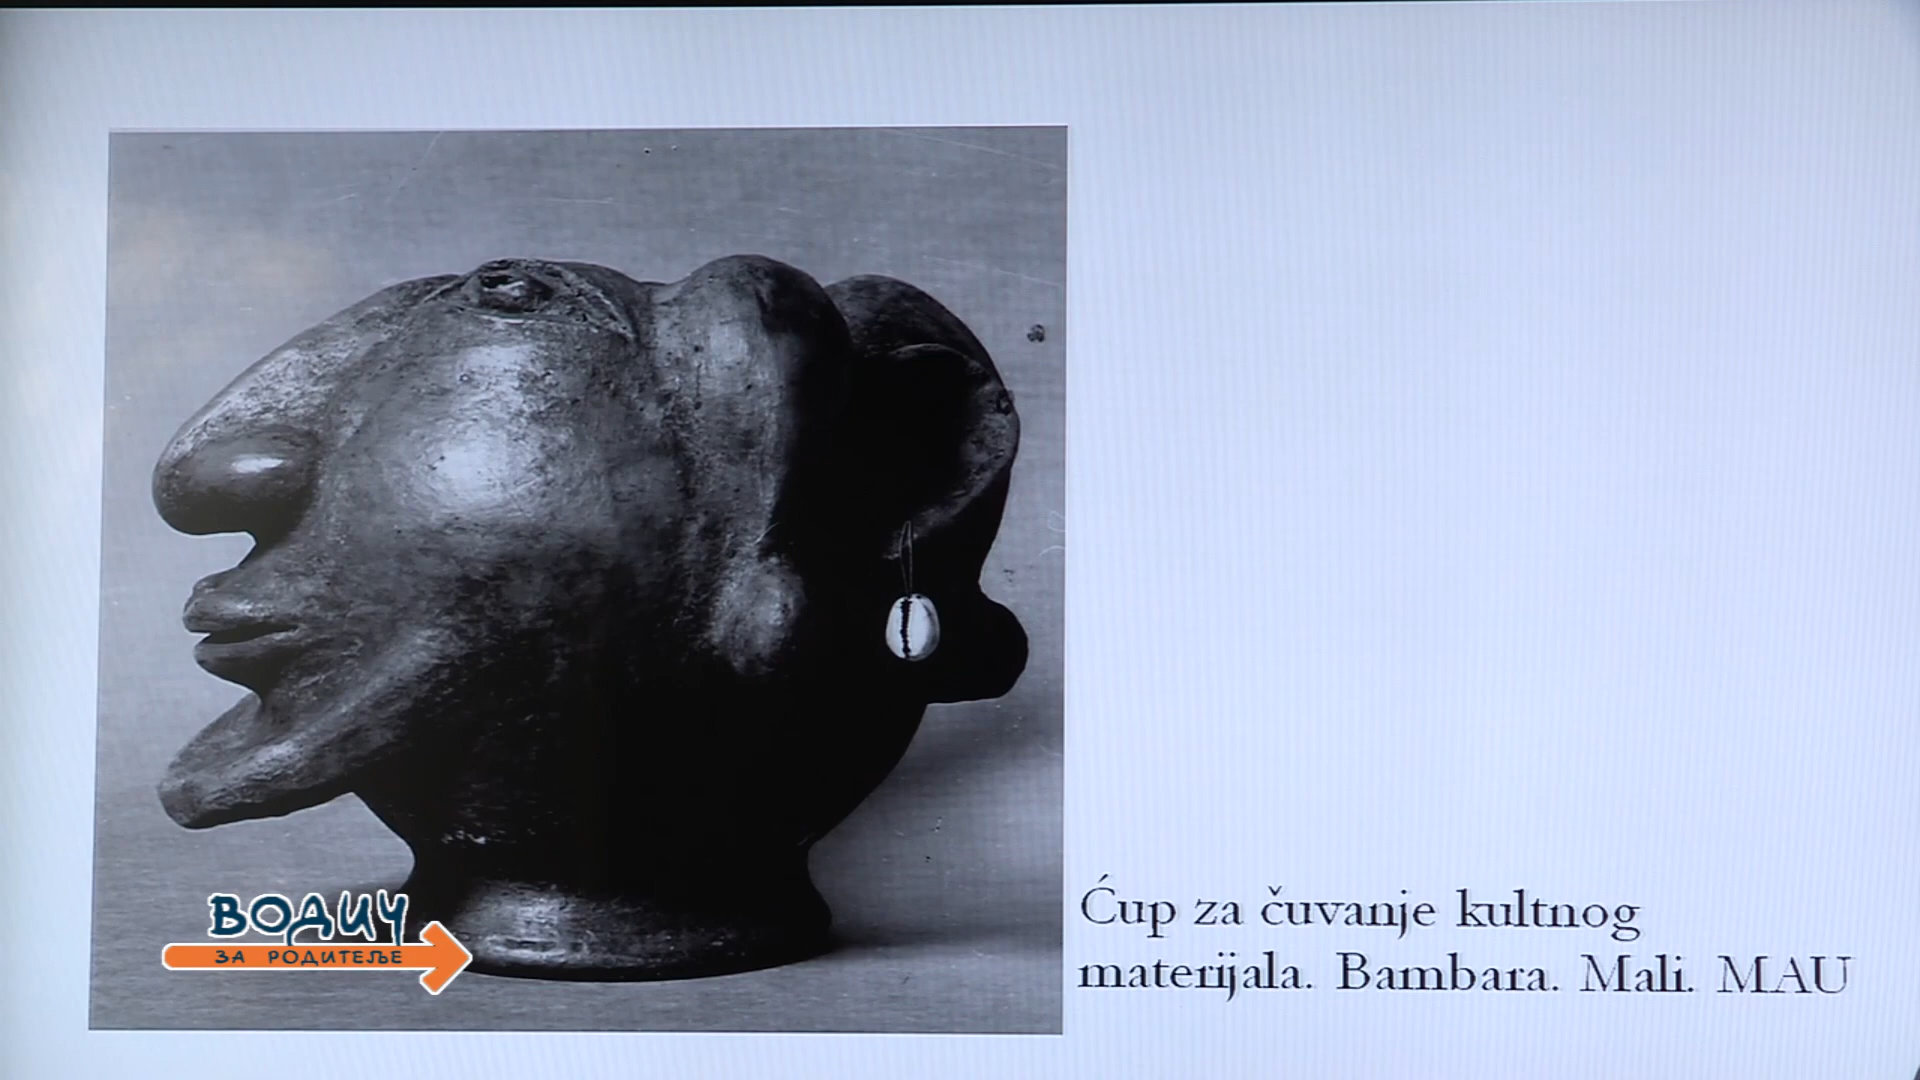 Ćup za čuvanje kultnog
materijala. Bambara. Mali. MAU
ВОДИЧ
ЗА РОДИТЕЉЕ